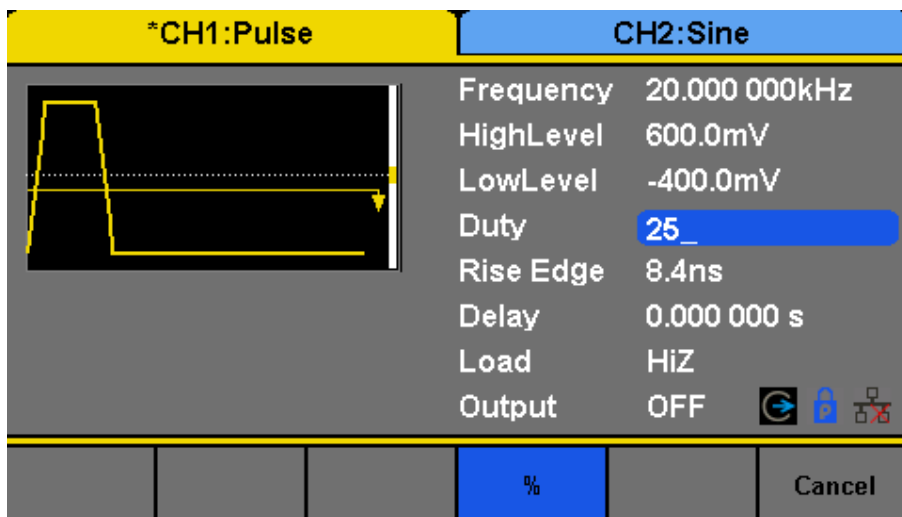 *CH1:Pulse CH2:Sine
Frequency 20.000 000kHz
HighLevel 600.0mV
LowLevel -400.0mV
Duty 25_
Rise Edge 8.4ns
Delay 0.000 000 s
Load HiZ
Output OFF P
% Cancel